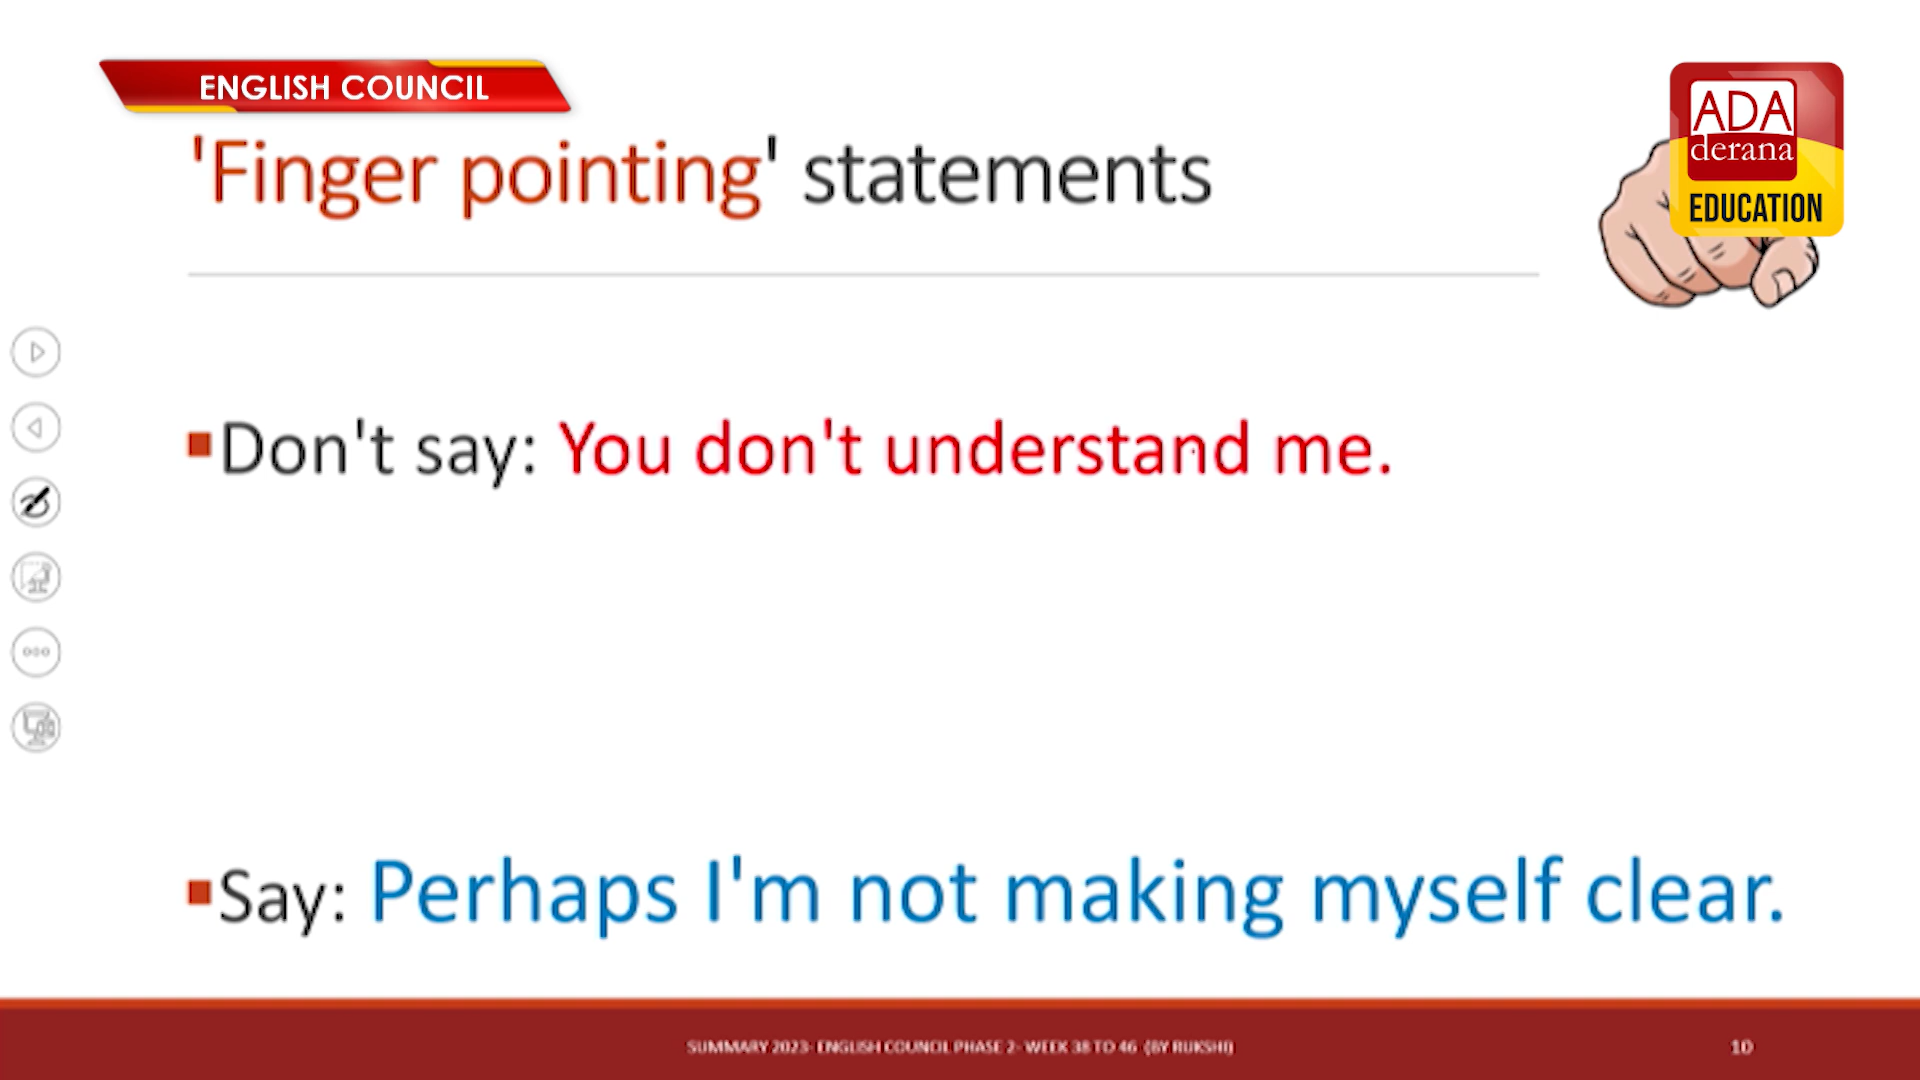 ENGLISH COUNCIL
ADA
derana
EDUCATION
'Finger pointing' statements
Don't say: You don't understand me.
Say: Perhaps I'm not making myself clear.
SUMMARY 2023- ENGLISH COUNCIL PHASE 2- WEEK 38 TO 46 (BY RUKSHI)
10